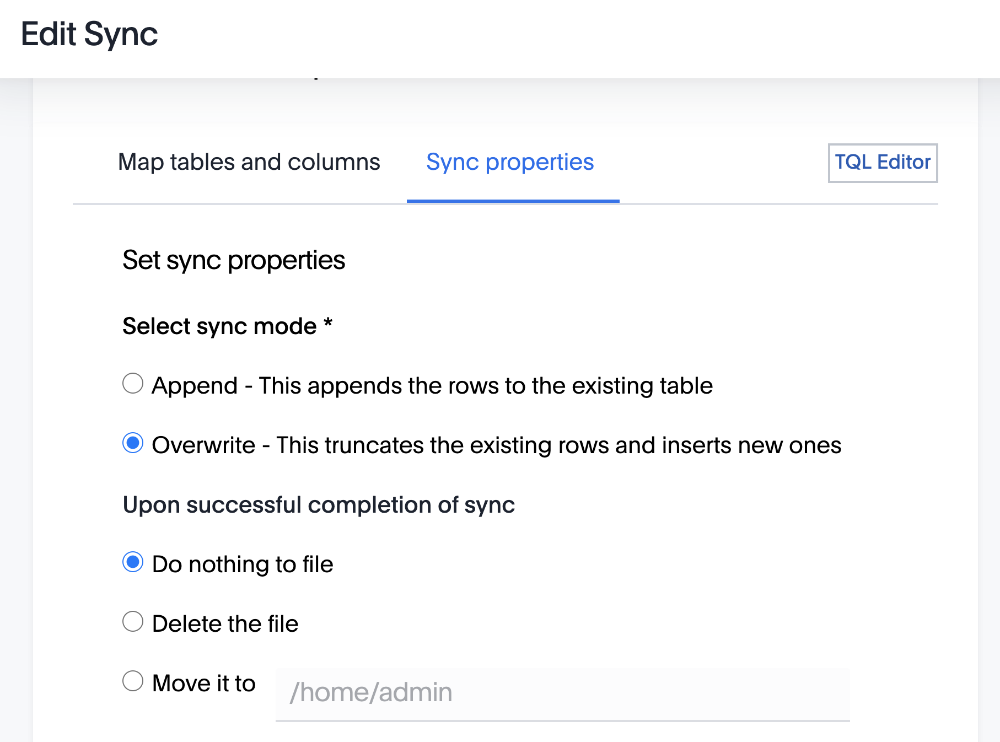 Edit Sync
Map tables and columns
Sync properties
TQL Editor
Set sync properties
Select sync mode *
Append - This appends the rows to the existing table
Overwrite - This truncates the existing rows and inserts new ones
Upon successful completion of sync
Do nothing to file
Delete the file
Move it to
/home/admin